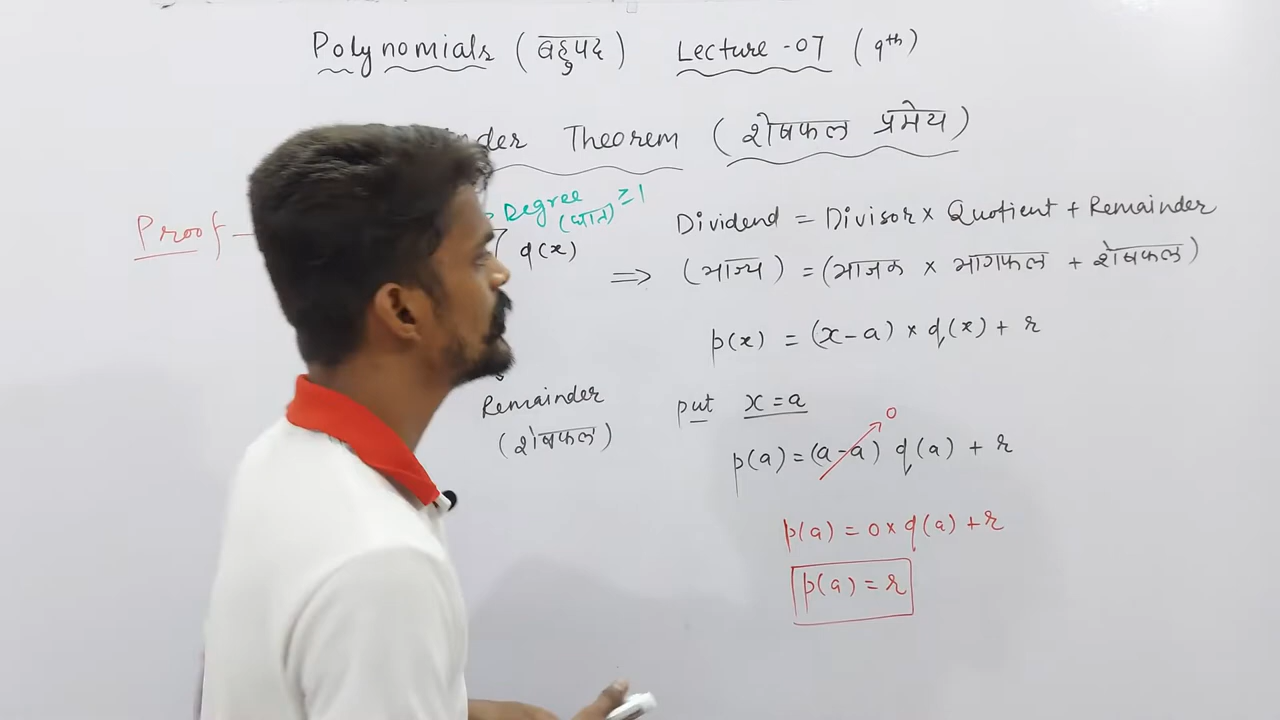 Polynomials (बहुपद) Lecture-07 (9th)
Theorem (शेषफल प्रमेय)
Proof
Degree ≥1
(घात)
q(x)
Dividend = Divisor × Quotient + Remainder
⇒ (भाज्य) = (भाजक × भागफल + शेषफल)
p(x) = (x-a) × q(x) + r
Remainder
(शेषफल)
put x=a
p(a) = (a-a) q(a) + r
0
p(a) = 0 × q(a) + r
p(a) = r